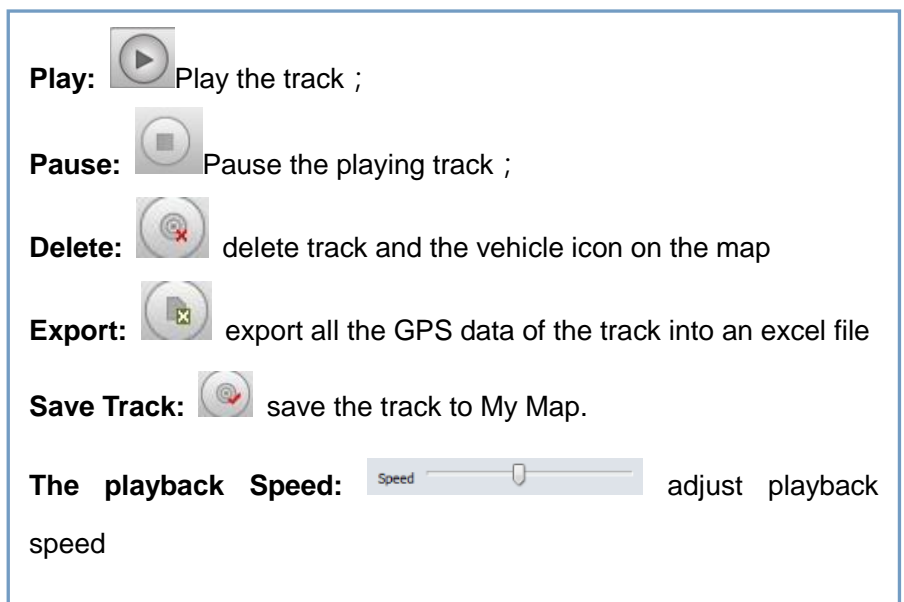 Play: Play the track；
Pause: Pause the playing track；
Delete: delete track and the vehicle icon on the map
Export: export all the GPS data of the track into an excel file
Save Track: save the track to My Map.
The playback Speed: Speed adjust playback
speed